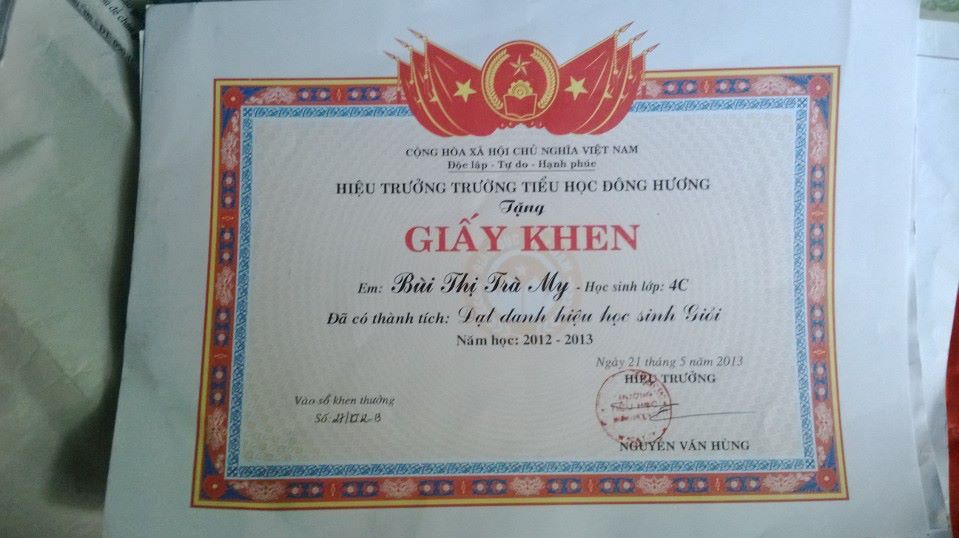 CỘNG HÒA XÃ HỘI CHỦ NGHĨA VIỆT NAM
Độc lập - Tự do - Hạnh phúc
HIỆU TRƯỞNG TRƯỜNG TIỂU HỌC ĐÔNG HƯƠNG
Tặng
GIẤY KHEN
Em: Bùi Thị Trà My - Học sinh lớp: 4C
Đã có thành tích: Đạt danh hiệu học sinh Giỏi
Năm học: 2012 - 2013
Ngày 21 tháng 5 năm 2013
HIỆU TRƯỞNG
Vào sổ khen thưởng
Số:
TIỂU HỌC
NGUYỄN VĂN HÙNG